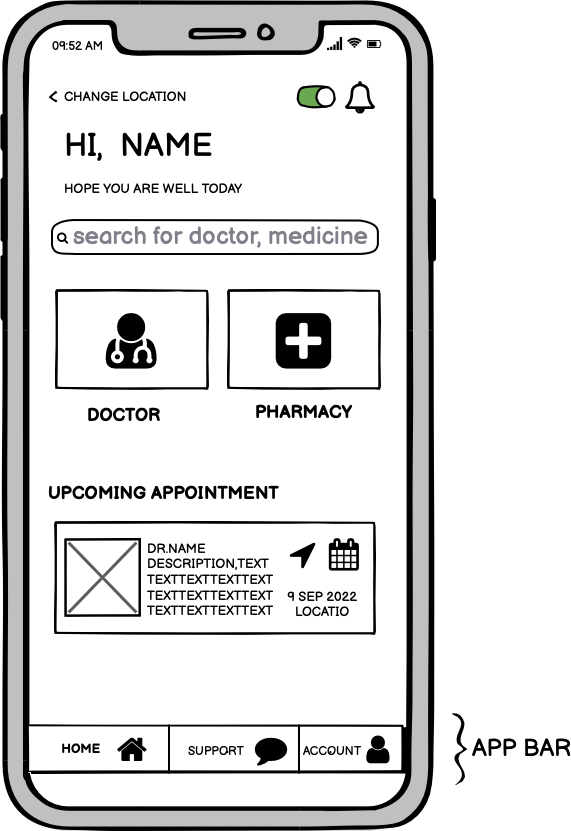 09:52 AM
< CHANGE LOCATION
HI, NAME
HOPE YOU ARE WELL TODAY
search for doctor, medicine
DOCTOR
PHARMACY
UPCOMING APPOINTMENT
DR.NAME
DESCRIPTION,TEXT
TEXTTEXTTEXTTEXT
TEXTTEXTTEXTTEXT
TEXTTEXTTEXTTEXT
9 SEP 2022
LOCATIO
HOME
SUPPORT
ACCOUNT
APP BAR